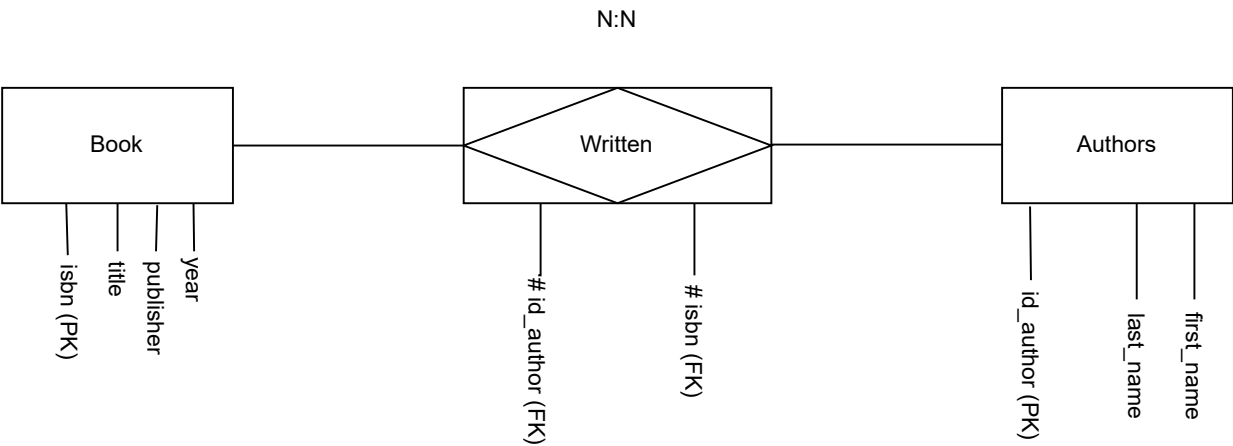 N:N
Book
Written
Authors
isbn (PK)
title
publisher
year
# id_author (FK)
# isbn (FK)
id_author (PK)
last_name
first_name